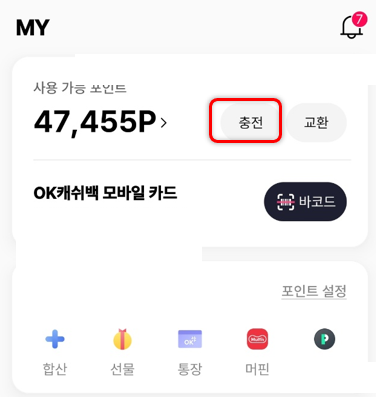 MY
7
사용 가능 포인트
47,455P >
충전
교환
OK캐쉬백 모바일 카드
바코드
포인트 설정
합산
선물
통장
머핀